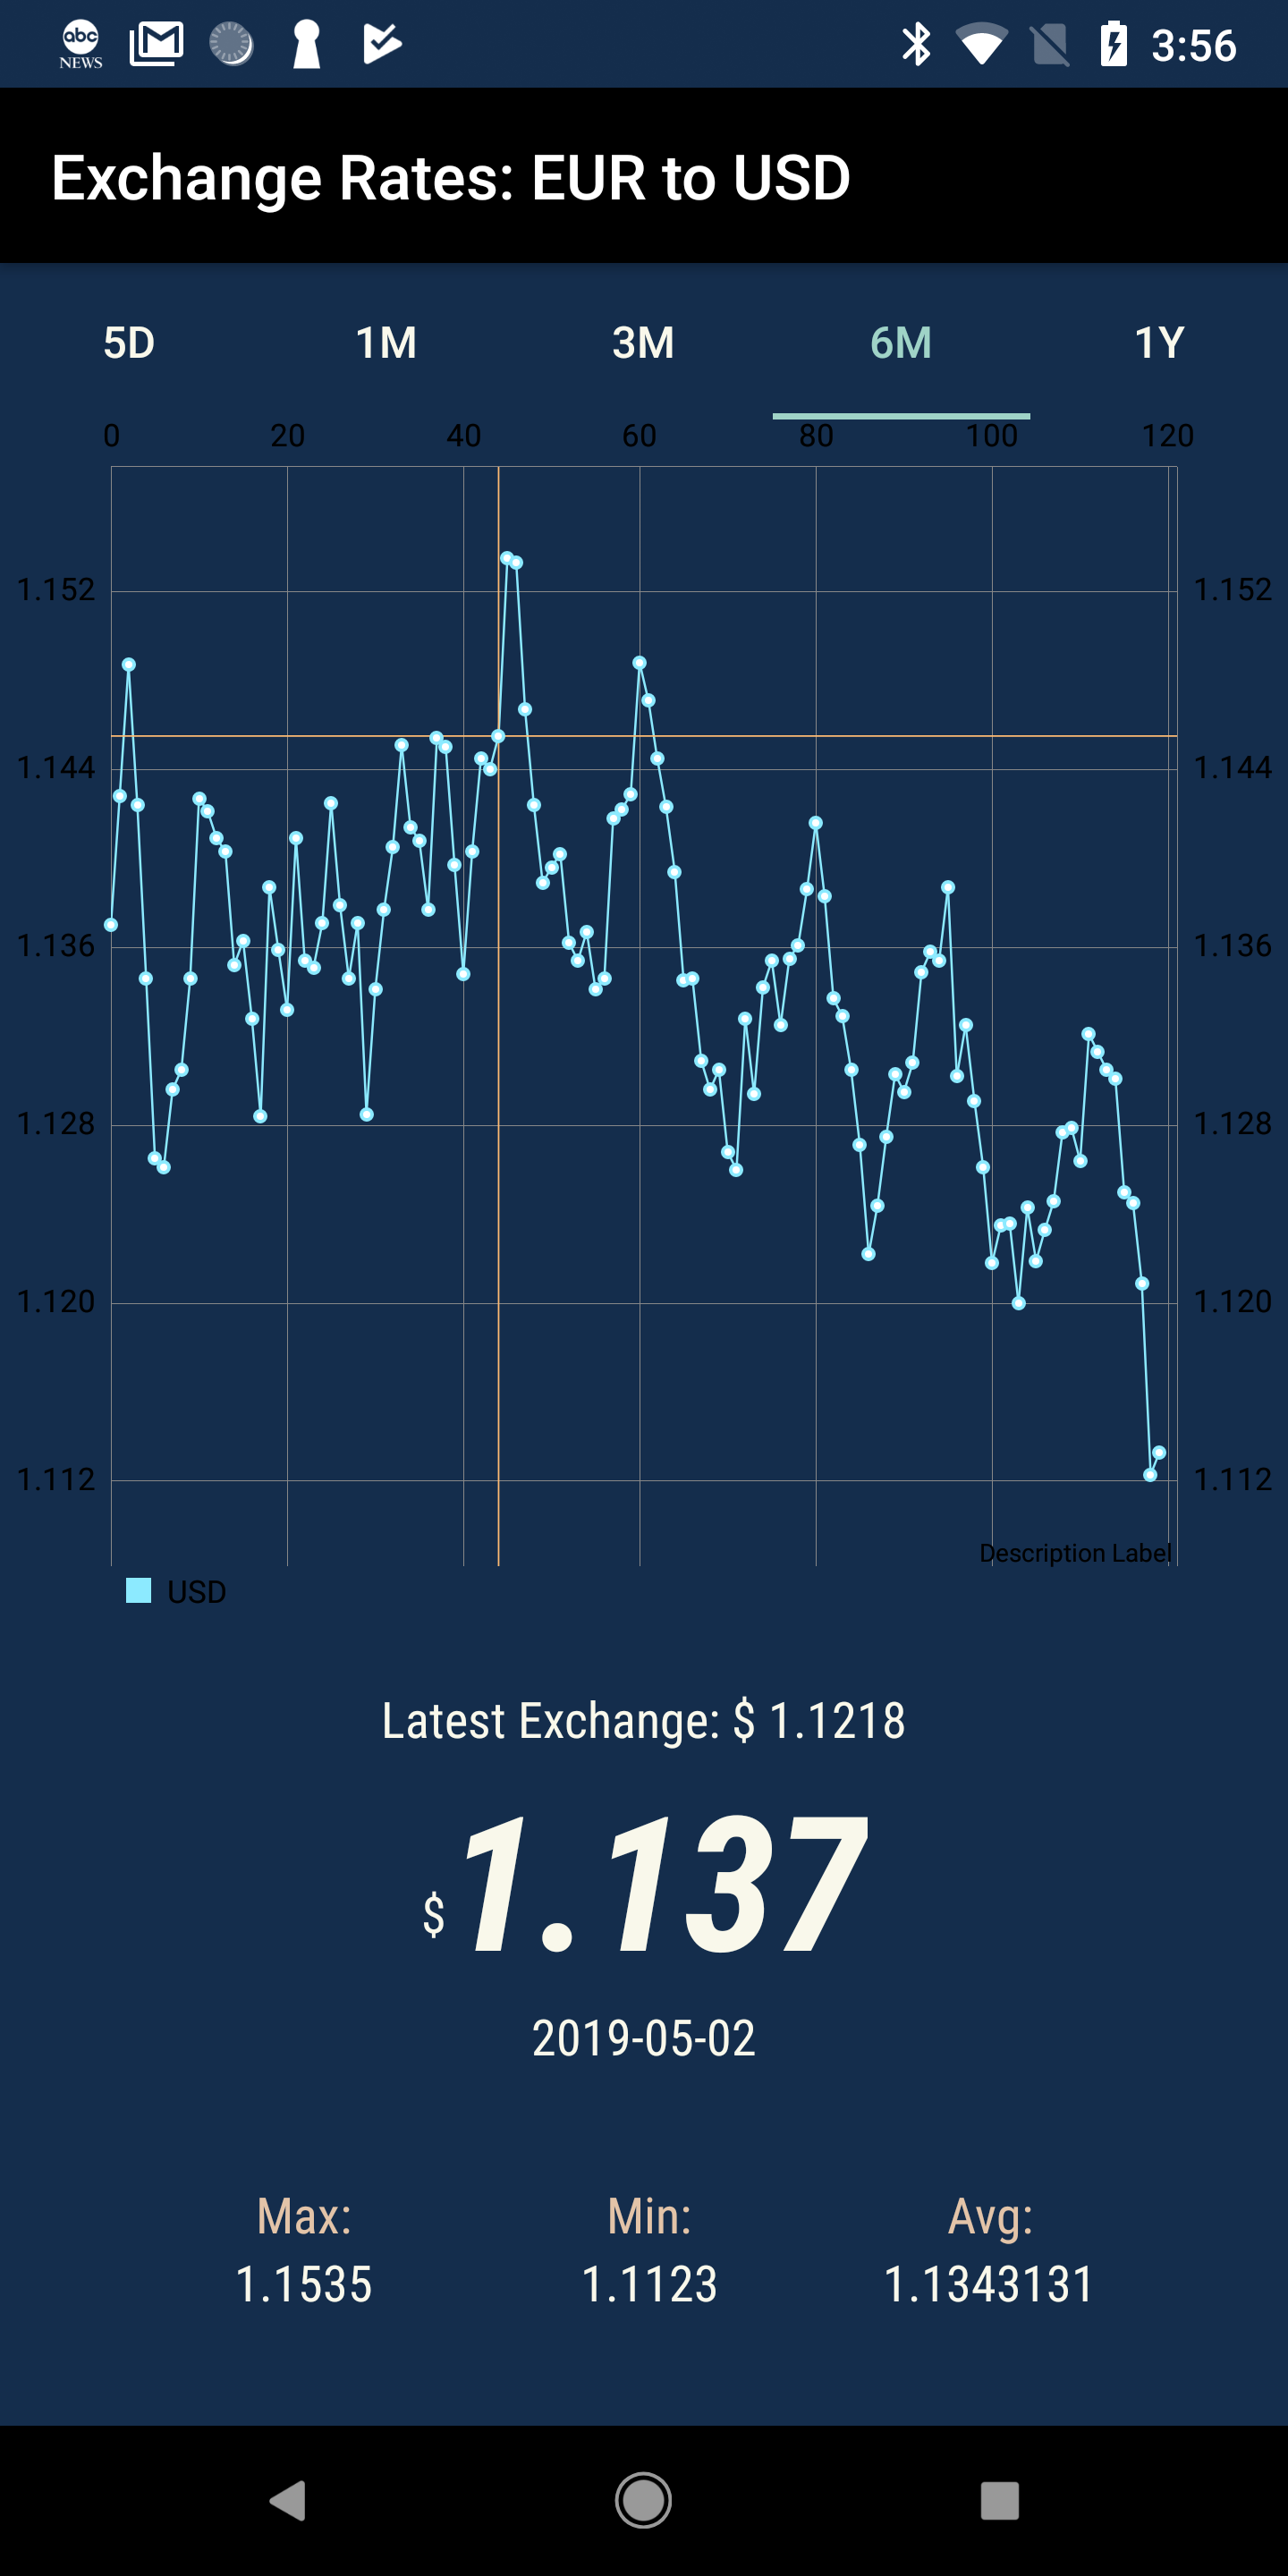 abc
NEWS
3:56
Exchange Rates: EUR to USD
5D 1M 3M 6M 1Y
0 20 40 60 80 100 120
1.152 1.152
1.144 1.144
1.136 1.136
1.128 1.128
1.120 1.120
1.112 1.112
Description Label
USD
Latest Exchange: $ 1.1218
$ 1.137
2019-05-02
Max: Min: Avg:
1.1535 1.1123 1.1343131